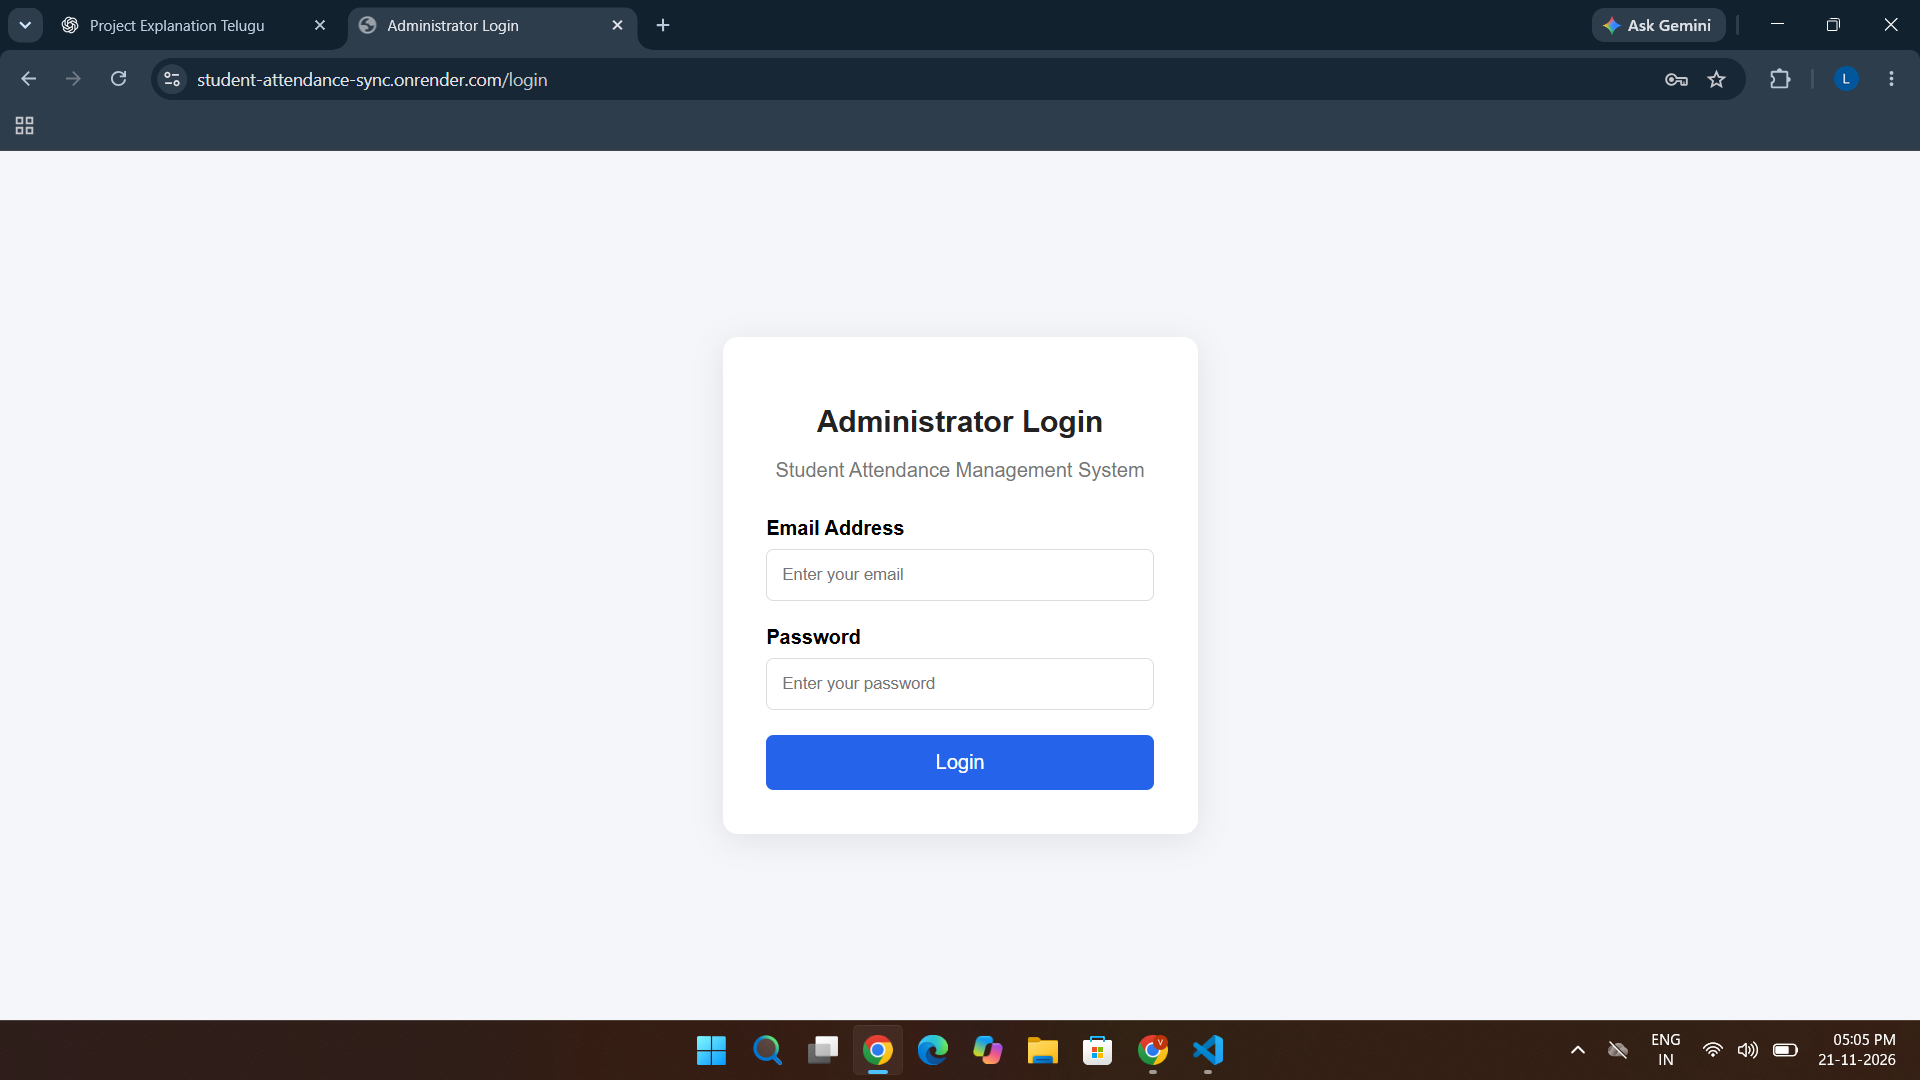 Project Explanation Telugu
Administrator Login
Ask Gemini
student-attendance-sync.onrender.com/login
L
Administrator Login
Student Attendance Management System
Email Address
Enter your email
Password
Enter your password
Login
V
ENG
IN
05:05 PM
21-11-2026